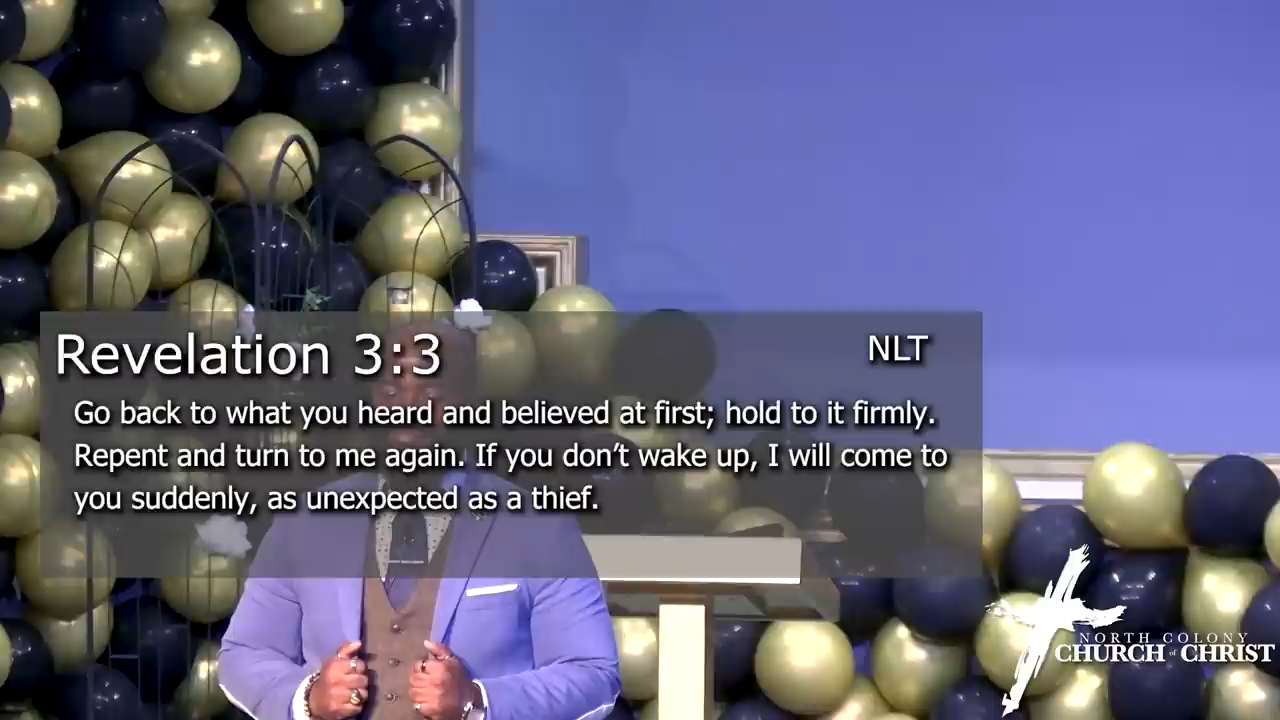 Revelation 3:3
NLT
Go back to what you heard and believed at first; hold to it firmly.
Repent and turn to me again. If you don’t wake up, I will come to
you suddenly, as unexpected as a thief.
NORTH COLONY
CHURCH of CHRIST